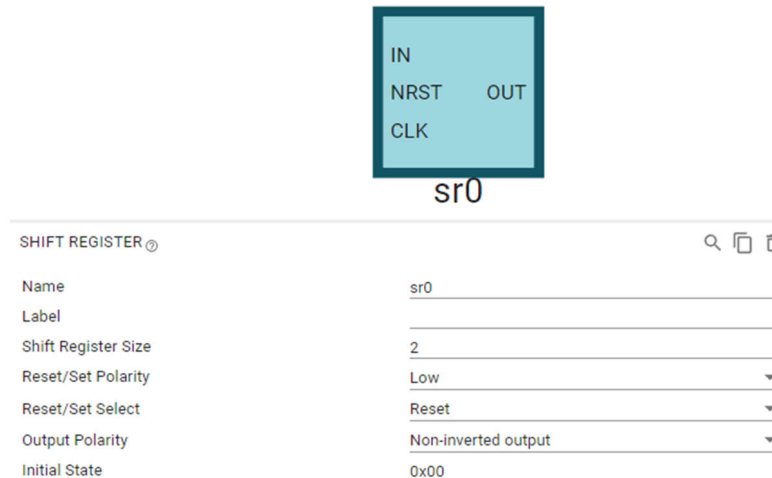 IN
NRST OUT
CLK
sr0
SHIFT REGISTER ?
Name sr0
Label
Shift Register Size 2
Reset/Set Polarity Low
Reset/Set Select Reset
Output Polarity Non-inverted output
Initial State 0x00